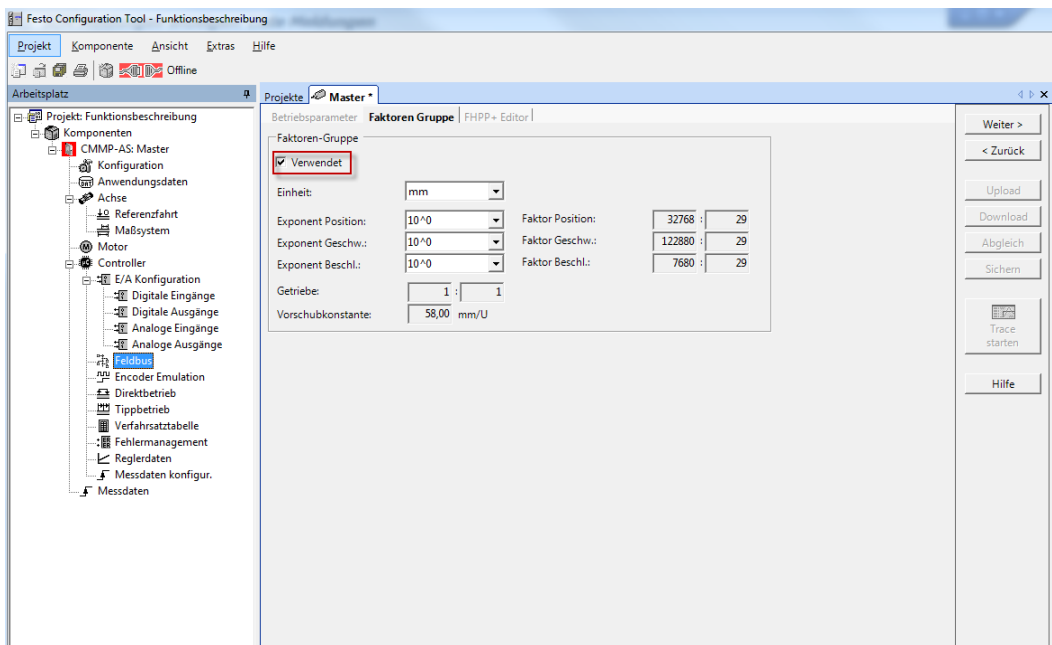 Festo Configuration Tool - Funktionsbeschreibung
Projekt Komponente Ansicht Extras Hilfe
Offline
Arbeitsplatz
Projekt: Funktionsbeschreibung
Komponenten
CMMP-AS: Master
Konfiguration
Anwendungsdaten
Achse
Referenzfahrt
Maßsystem
Motor
Controller
E/A Konfiguration
Digitale Eingänge
Digitale Ausgänge
Analoge Eingänge
Analoge Ausgänge
Feldbus
Encoder Emulation
Direktbetrieb
Tippbetrieb
Verfahrsatztabelle
Fehlermanagement
Reglerdaten
Messdaten konfigur.
Messdaten
Projekte Master *
Betriebsparameter Faktoren Gruppe FHPP+ Editor
Faktoren-Gruppe
Verwendet
Einheit: mm
Exponent Position: 10^0 Faktor Position: 32768 : 29
Exponent Geschw.: 10^0 Faktor Geschw.: 122880 : 29
Exponent Beschl.: 10^0 Faktor Beschl.: 7680 : 29
Getriebe: 1 : 1
Vorschubkonstante: 58,00 mm/U
Weiter >
< Zurück
Upload
Download
Abgleich
Sichern
Trace
starten
Hilfe